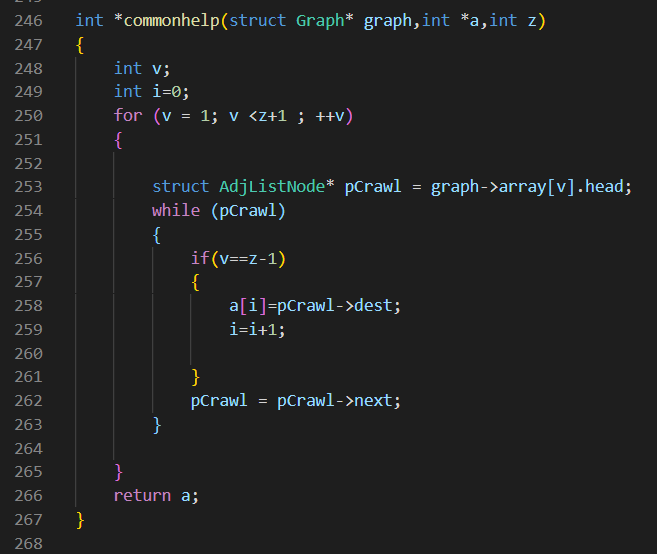 246 int *commonhelp(struct Graph* graph,int *a,int z)
247 {
248 int v;
249 int i=0;
250 for (v = 1; v <z+1 ; ++v)
251 {
252
253 struct AdjListNode* pCrawl = graph->array[v].head;
254 while (pCrawl)
255 {
256 if(v==z-1)
257 {
258 a[i]=pCrawl->dest;
259 i=i+1;
260
261 }
262 pCrawl = pCrawl->next;
263 }
264
265 }
266 return a;
267 }
268